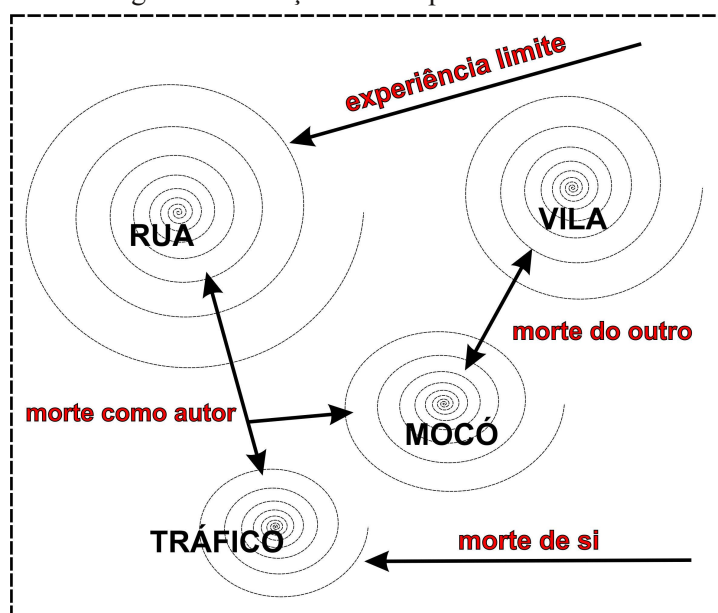 experiência limite
RUA
VILA
morte do outro
morte como autor
MOCÓ
TRÁFICO
morte de si